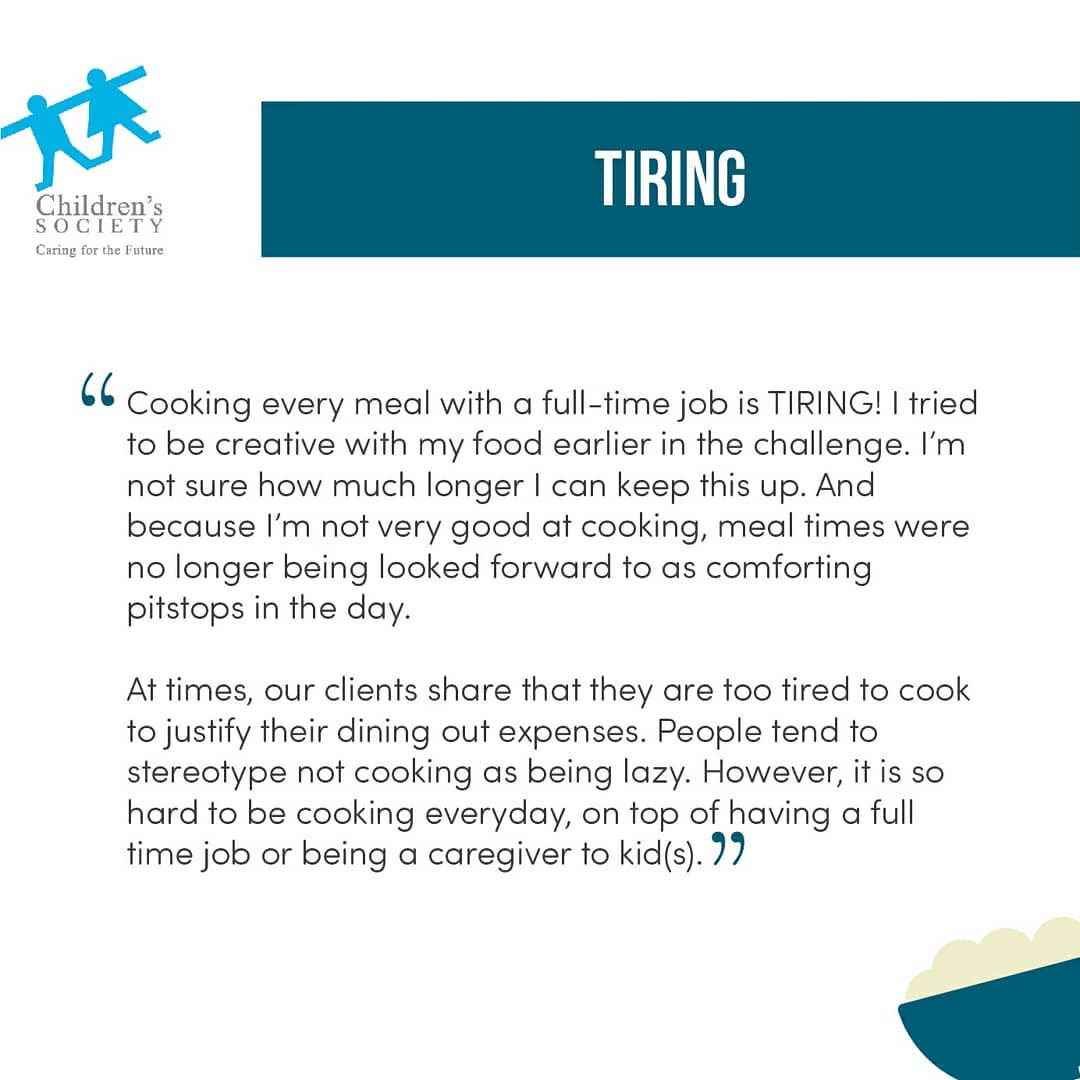 Children's
SOCIETY
Caring for the Future
TIRING
“Cooking every meal with a full-time job is TIRING! I tried
to be creative with my food earlier in the challenge. I’m
not sure how much longer I can keep this up. And
because I’m not very good at cooking, meal times were
no longer being looked forward to as comforting
pitstops in the day.
At times, our clients share that they are too tired to cook
to justify their dining out expenses. People tend to
stereotype not cooking as being lazy. However, it is so
hard to be cooking everyday, on top of having a full
time job or being a caregiver to kid(s).”